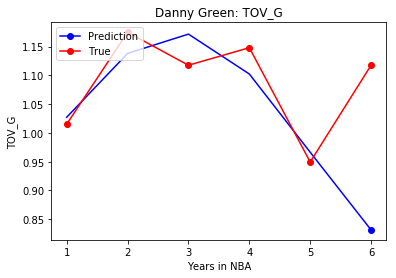 Danny Green: TOV_G
Prediction
True
1.15
1.10
1.05
1.00
0.95
0.90
0.85
TOV_G
1 2 3 4 5 6
Years in NBA